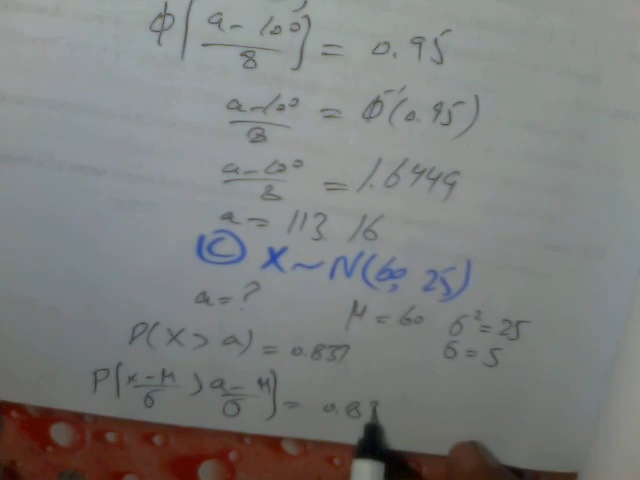 Φ(a-100/8) = 0.95
a-100/8 = Φ⁻¹(0.95)
a-100/8 = 1.6449
a = 113.16
(C) X~N(60, 25)
a = ?
μ = 60 σ² = 25
P(X > a) = 0.837
σ = 5
P(x-μ/σ > a-μ/σ) = 0.83